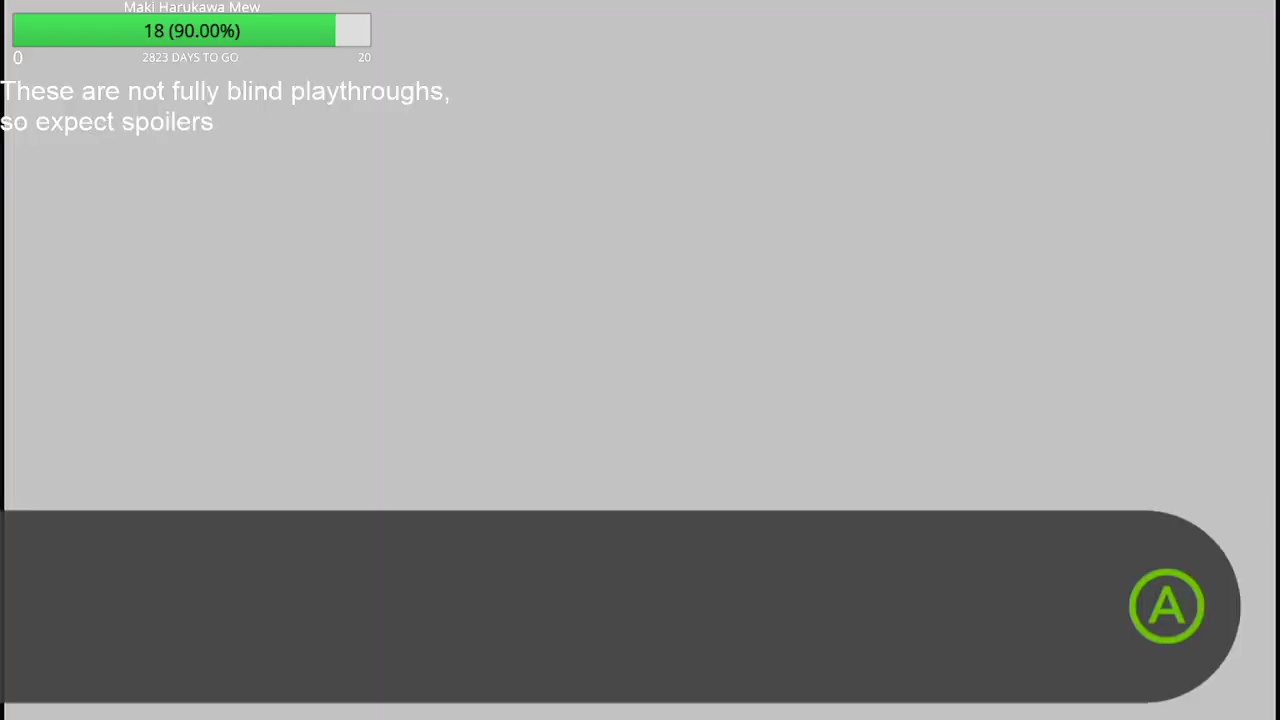 Maki Harukawa Mew
18 (90.00%)
0 2823 DAYS TO GO 20
These are not fully blind playthroughs,
so expect spoilers
A